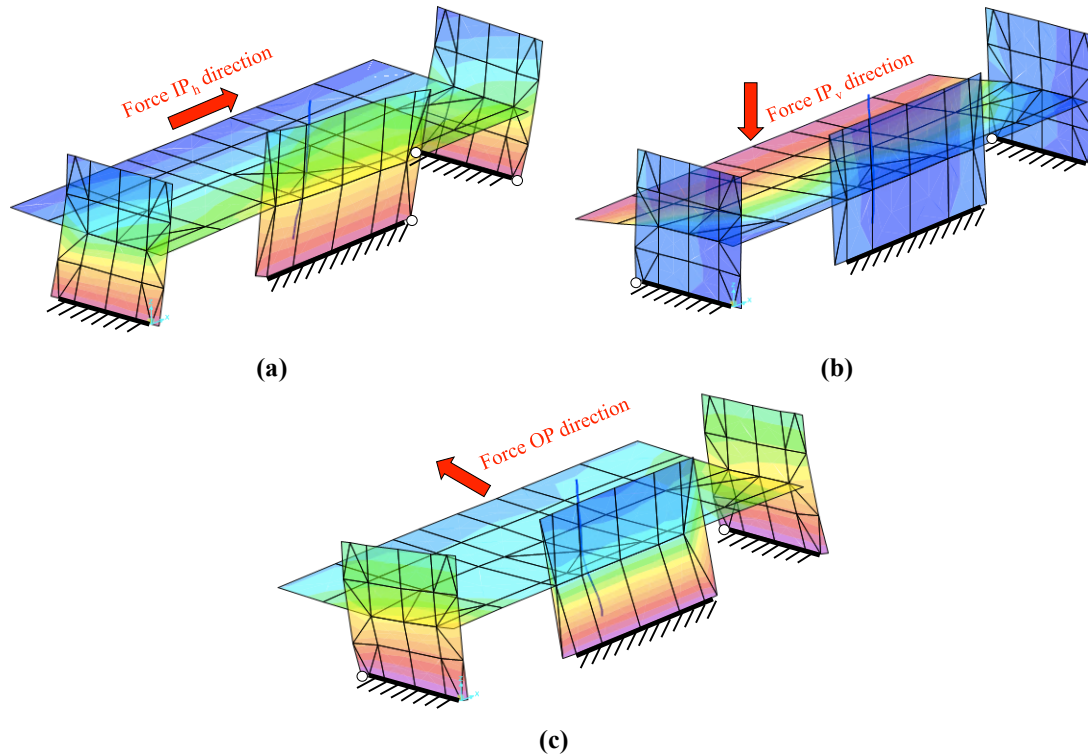 Force IPh direction
Force IPv direction
(a)
(b)
Force OP direction
(c)